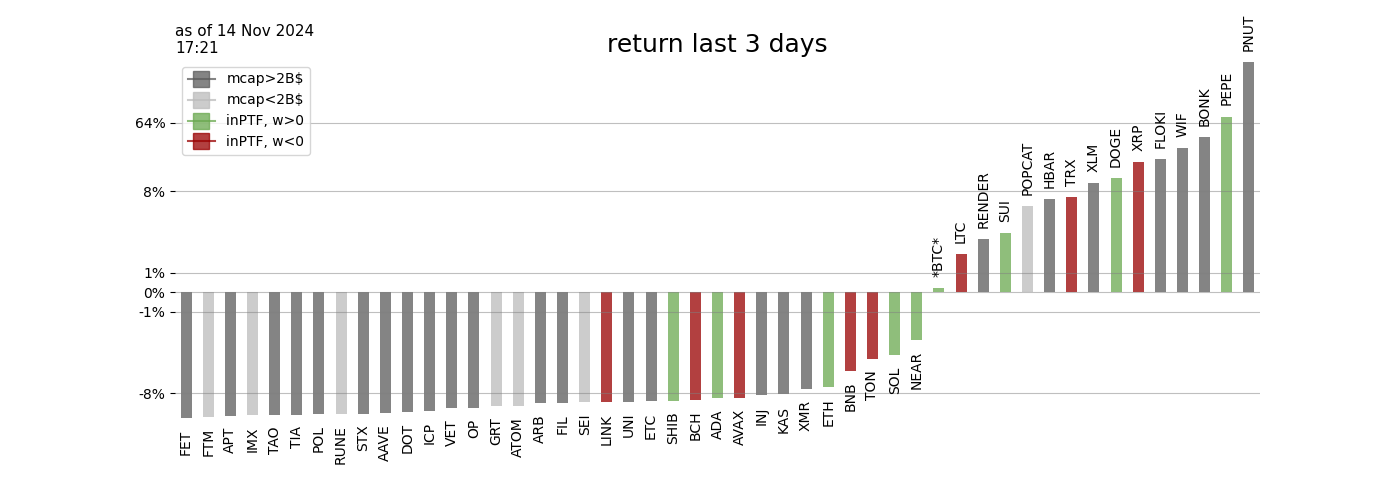 as of 14 Nov 2024
17:21
return last 3 days
mcap>2B$
mcap<2B$
inPTF, w>0
inPTF, w<0
64%
8%
1%
0%
-1%
-8%
FET
FTM
APT
IMX
TAO
TIA
POL
RUNE
STX
AAVE
DOT
ICP
VET
OP
GRT
ATOM
ARB
FIL
SEI
LINK
UNI
ETC
SHIB
BCH
ADA
AVAX
INJ
KAS
XMR
ETH
BNB
TON
SOL
NEAR
*BTC*
LTC
RENDER
SUI
POPCAT
HBAR
TRX
XLM
DOGE
XRP
FLOKI
WIF
BONK
PEPE
PNUT